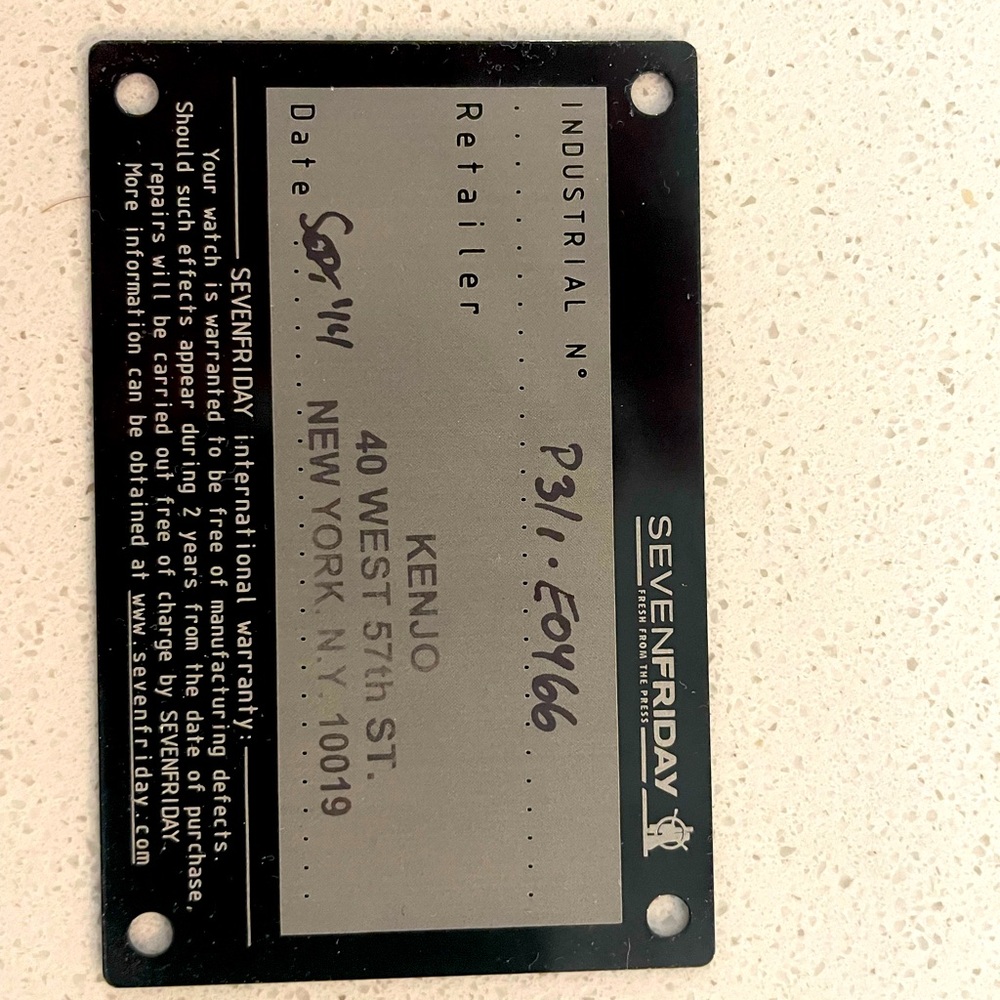 SEVENFRIDAY
FRESH FROM THE PRESS
INDUSTRIAL N° P311.E0466
Retailer
KENJO
40 WEST 57th ST.
NEW YORK, N.Y. 10019
Date Sept '14
SEVENFRIDAY international warranty:
Your watch is warranted to be free of manufacturing defects.
Should such effects appear during 2 years from the date of purchase,
repairs will be carried out free of charge by SEVENFRIDAY.
More information can be obtained at www.sevenfriday.com